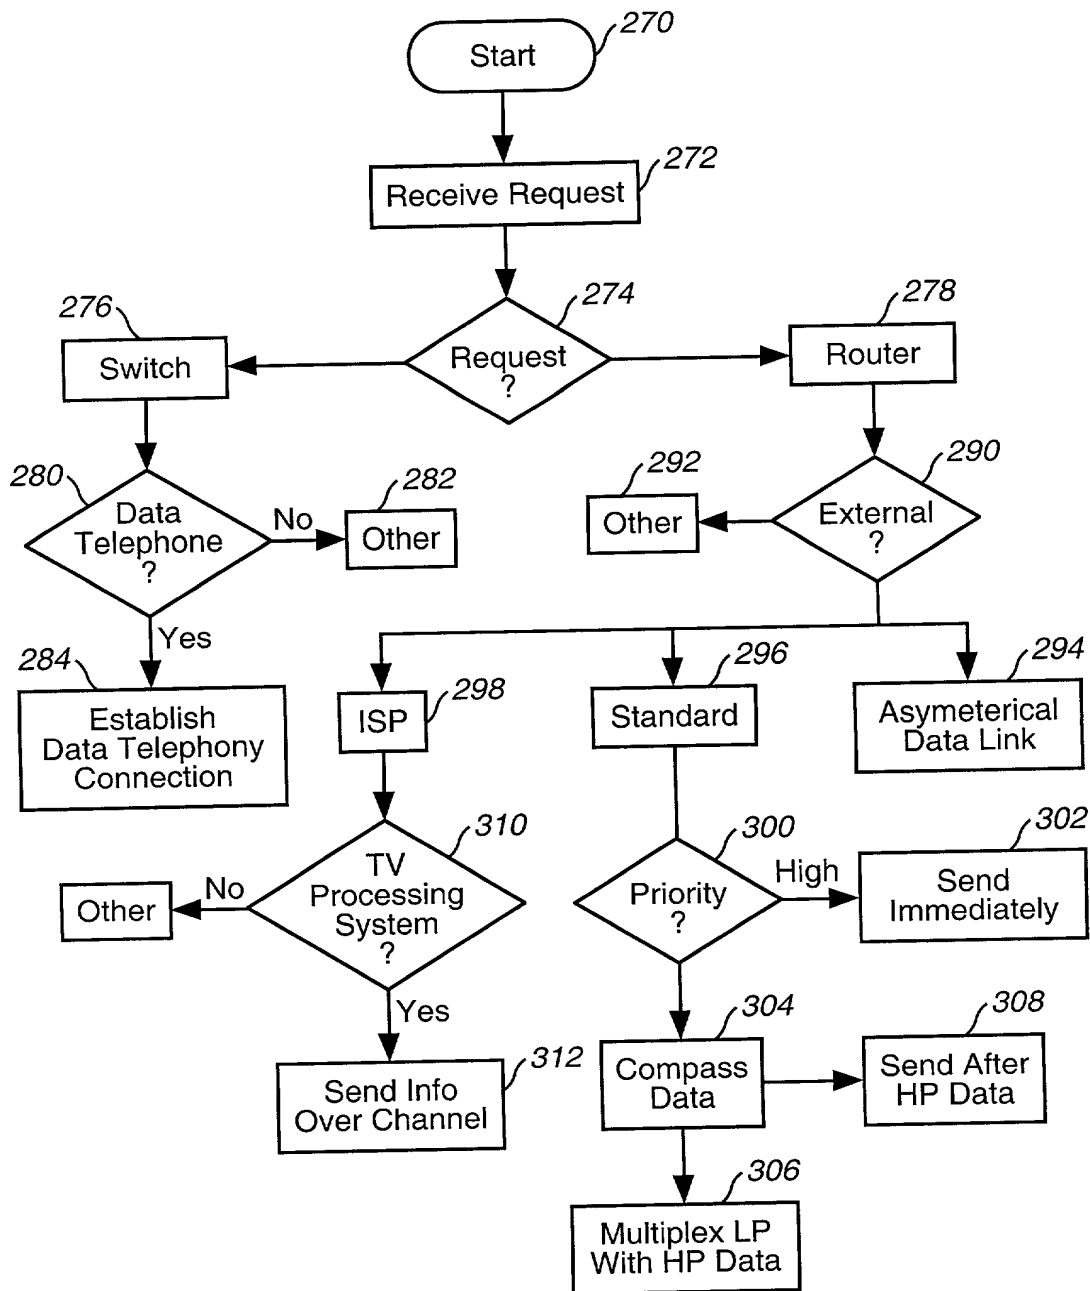 270
Start
272
Receive Request
274
276
278
Request
?
Switch
Router
280
282
292
290
Data
Telephone
?
No
Other
Other
External
?
Yes
284
298
296
294
Establish
Data Telephony
Connection
ISP
Standard
Asymeterical
Data Link
310
300
302
TV
Processing
System
?
No
Other
Priority
?
High
Send
Immediately
Yes
304
308
312
Send Info
Over Channel
Compass
Data
Send After
HP Data
306
Multiplex LP
With HP Data